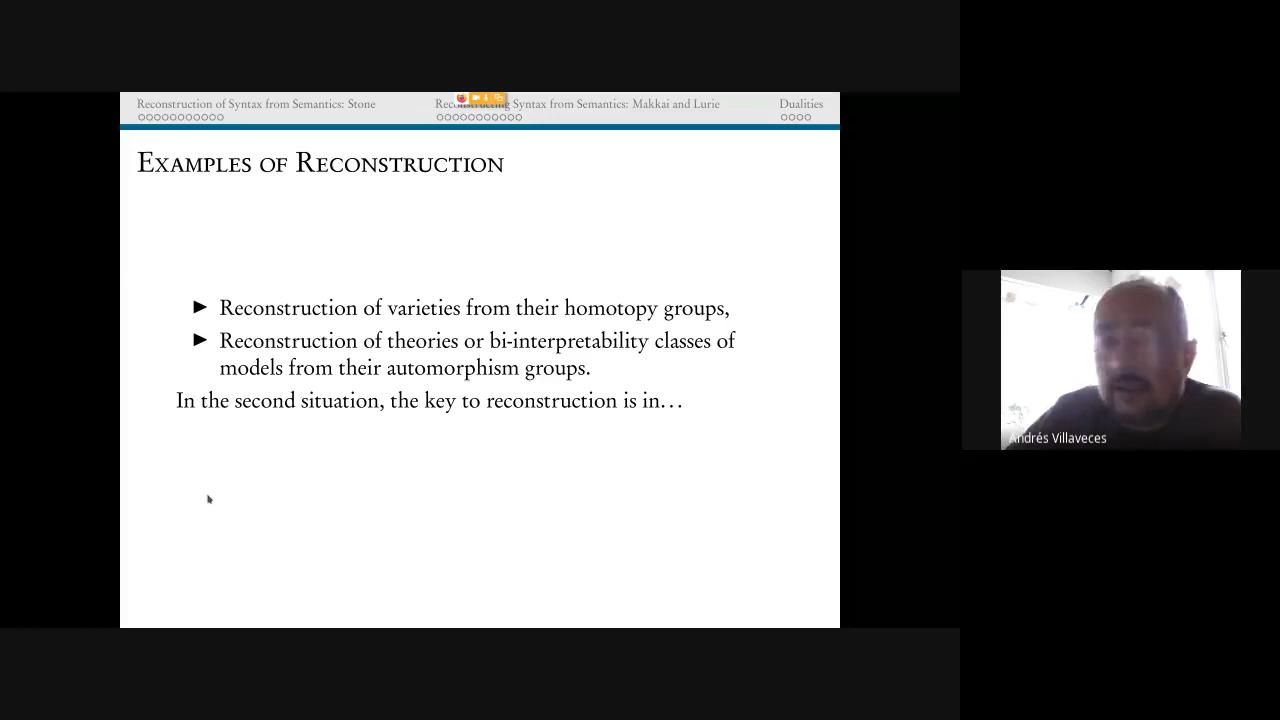 Reconstruction of Syntax from Semantics: Stone
Reconstructing Syntax from Semantics: Makkai and Lurie
Dualities
Examples of Reconstruction
Reconstruction of varieties from their homotopy groups,
Reconstruction of theories or bi-interpretability classes of
models from their automorphism groups.
In the second situation, the key to reconstruction is in…
Andrés Villaveces